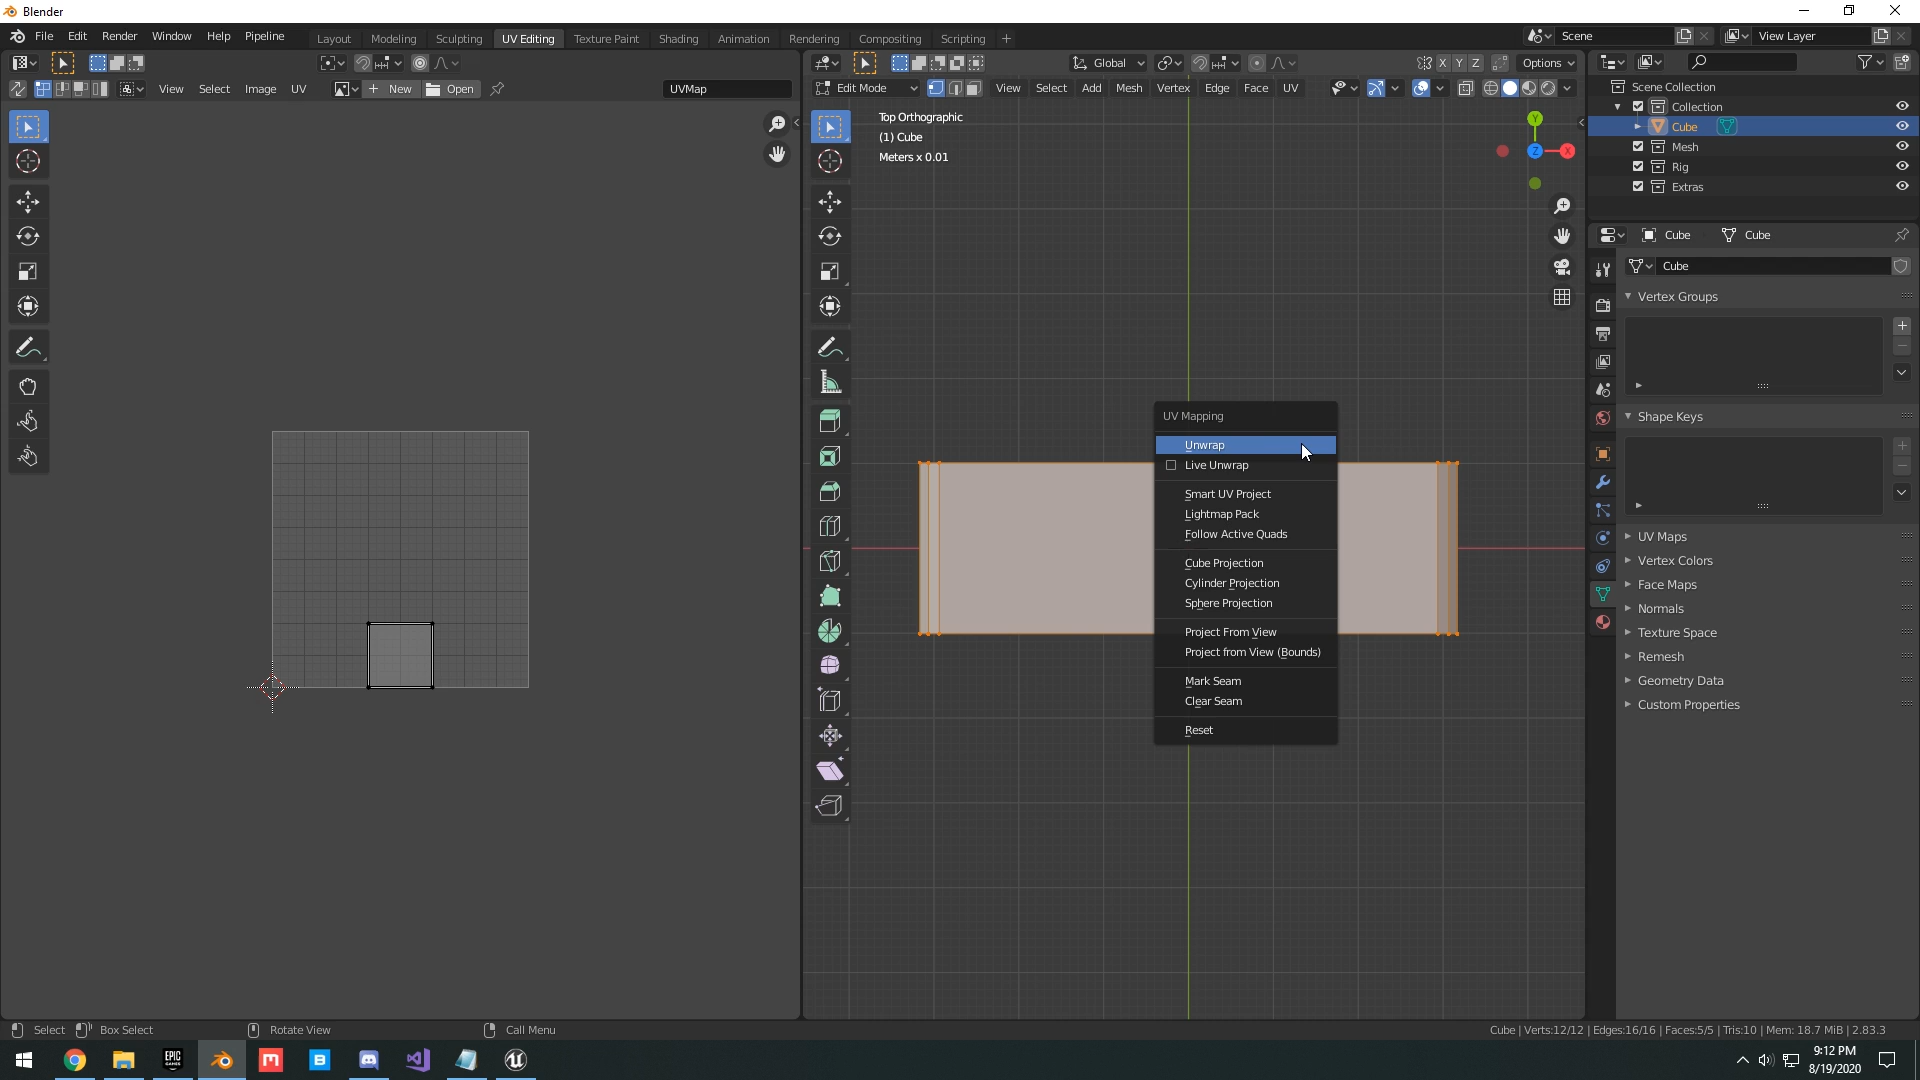 Blender
File Edit Render Window Help Pipeline
Layout Modeling Sculpting UV Editing Texture Paint Shading Animation Rendering Compositing Scripting +
Scene
View Layer
Global
X Y Z
Options
View Select Image UV
New
Open
UVMap
Edit Mode
View Select Add Mesh Vertex Edge Face UV
Top Orthographic
(1) Cube
Meters x 0.01
Y
Z
X
UV Mapping
Unwrap
Live Unwrap
Smart UV Project
Lightmap Pack
Follow Active Quads
Cube Projection
Cylinder Projection
Sphere Projection
Project From View
Project from View (Bounds)
Mark Seam
Clear Seam
Reset
Scene Collection
Collection
Cube
Mesh
Rig
Extras
Cube Cube
Cube
Vertex Groups
Shape Keys
UV Maps
Vertex Colors
Face Maps
Normals
Texture Space
Remesh
Geometry Data
Custom Properties
Select Box Select Rotate View Call Menu
Cube | Verts:12/12 | Edges:16/16 | Faces:5/5 | Tris:10 | Mem: 18.7 MiB | 2.83.3
EPIC
GAMES
M
B
9:12 PM
8/19/2020